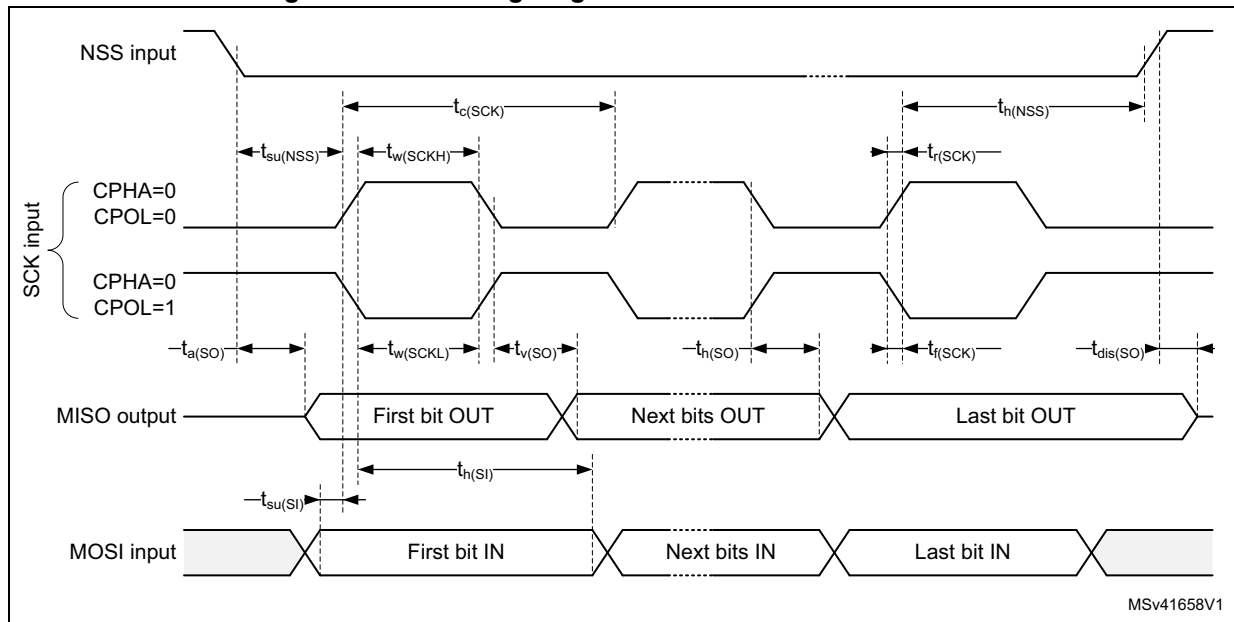 NSS input
tc(SCK)
th(NSS)
tsu(NSS)
tw(SCKH)
tr(SCK)
CPHA=0
CPOL=0
SCK input
CPHA=0
CPOL=1
ta(SO)
tw(SCKL)
tv(SO)
th(SO)
tf(SCK)
tdis(SO)
MISO output
First bit OUT
Next bits OUT
Last bit OUT
th(SI)
tsu(SI)
MOSI input
First bit IN
Next bits IN
Last bit IN
MSv41658V1